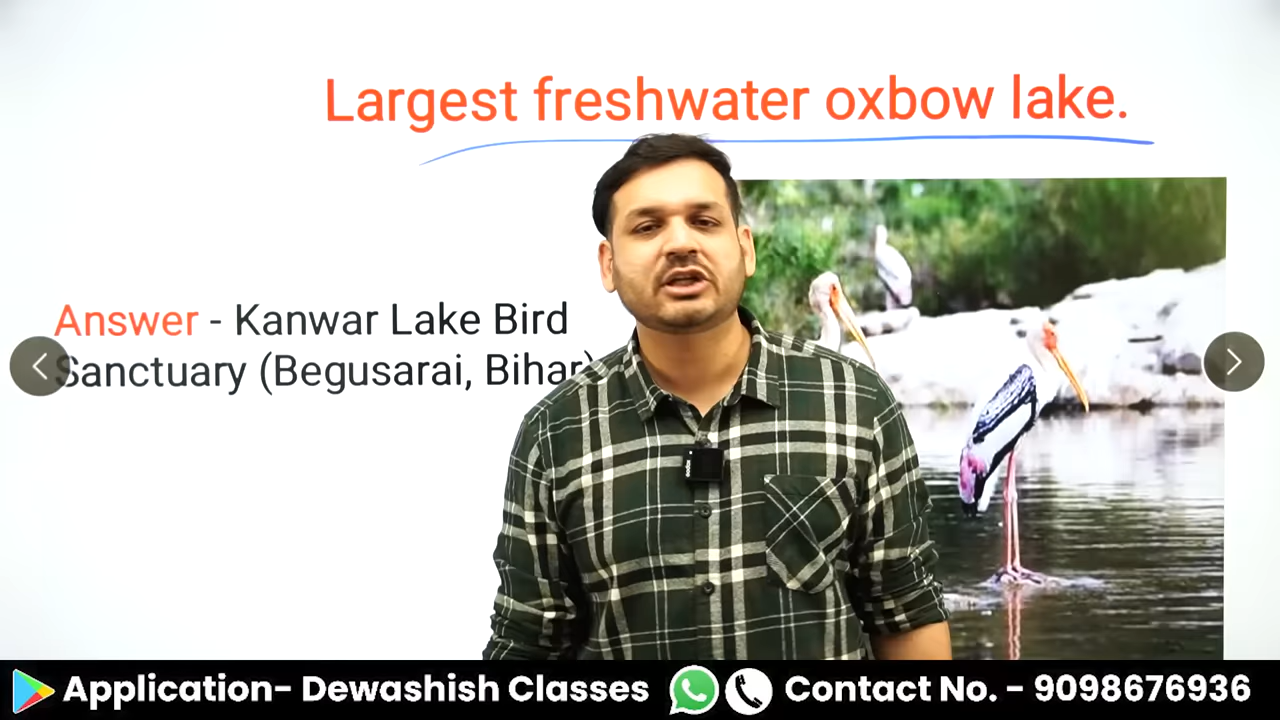 Largest freshwater oxbow lake.
Answer - Kanwar Lake Bird
Sanctuary (Begusarai, Bihar)
Application- Dewashish Classes
Contact No. - 9098676936